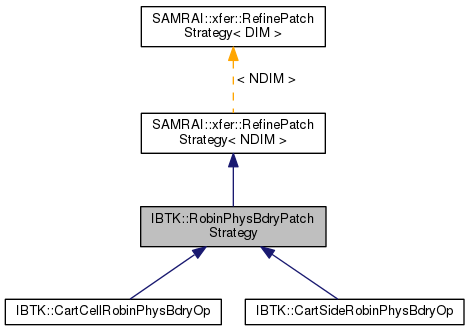 SAMRAI::xfer::RefinePatch
Strategy< DIM >
< NDIM >
SAMRAI::xfer::RefinePatch
Strategy< NDIM >
IBTK::RobinPhysBdryPatch
Strategy
IBTK::CartCellRobinPhysBdryOp
IBTK::CartSideRobinPhysBdryOp